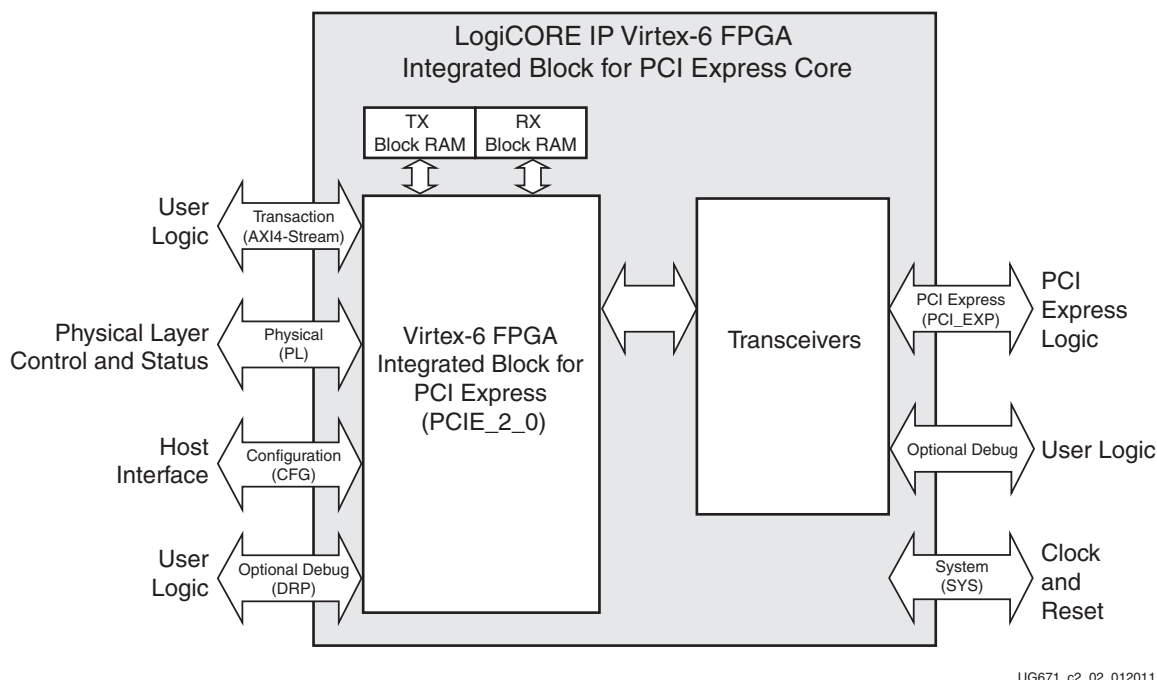 LogiCORE IP Virtex-6 FPGA
Integrated Block for PCI Express Core
TX
Block RAM
RX
Block RAM
User
Logic
Transaction
(AXI4-Stream)
Physical Layer
Control and Status
Physical
(PL)
Host
Interface
Configuration
(CFG)
User
Logic
Optional Debug
(DRP)
Virtex-6 FPGA
Integrated Block for
PCI Express
(PCIE_2_0)
Transceivers
PCI Express
(PCI_EXP)
PCI
Express
Logic
Optional Debug
User Logic
System
(SYS)
Clock
and
Reset
UG671_c2_02_012011